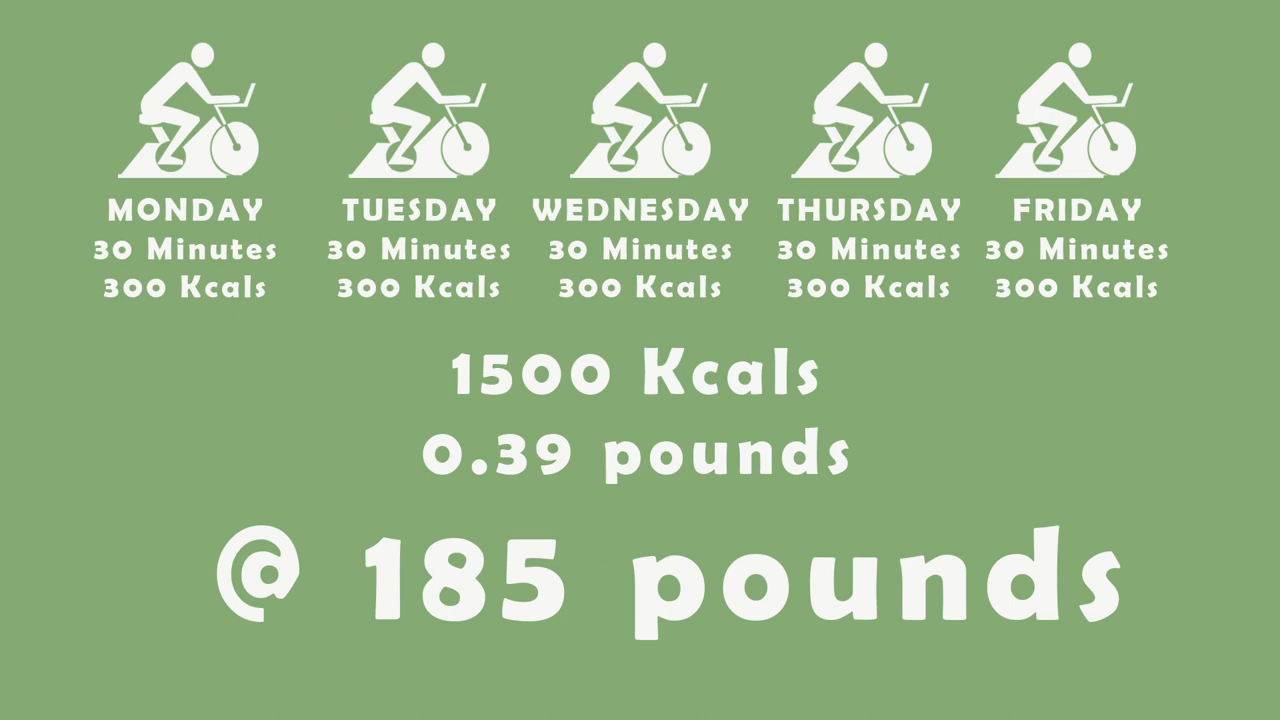 MONDAY TUESDAY WEDNESDAY THURSDAY FRIDAY
30 Minutes 30 Minutes 30 Minutes 30 Minutes 30 Minutes
300 Kcals 300 Kcals 300 Kcals 300 Kcals 300 Kcals
1500 Kcals
0.39 pounds
@ 185 pounds